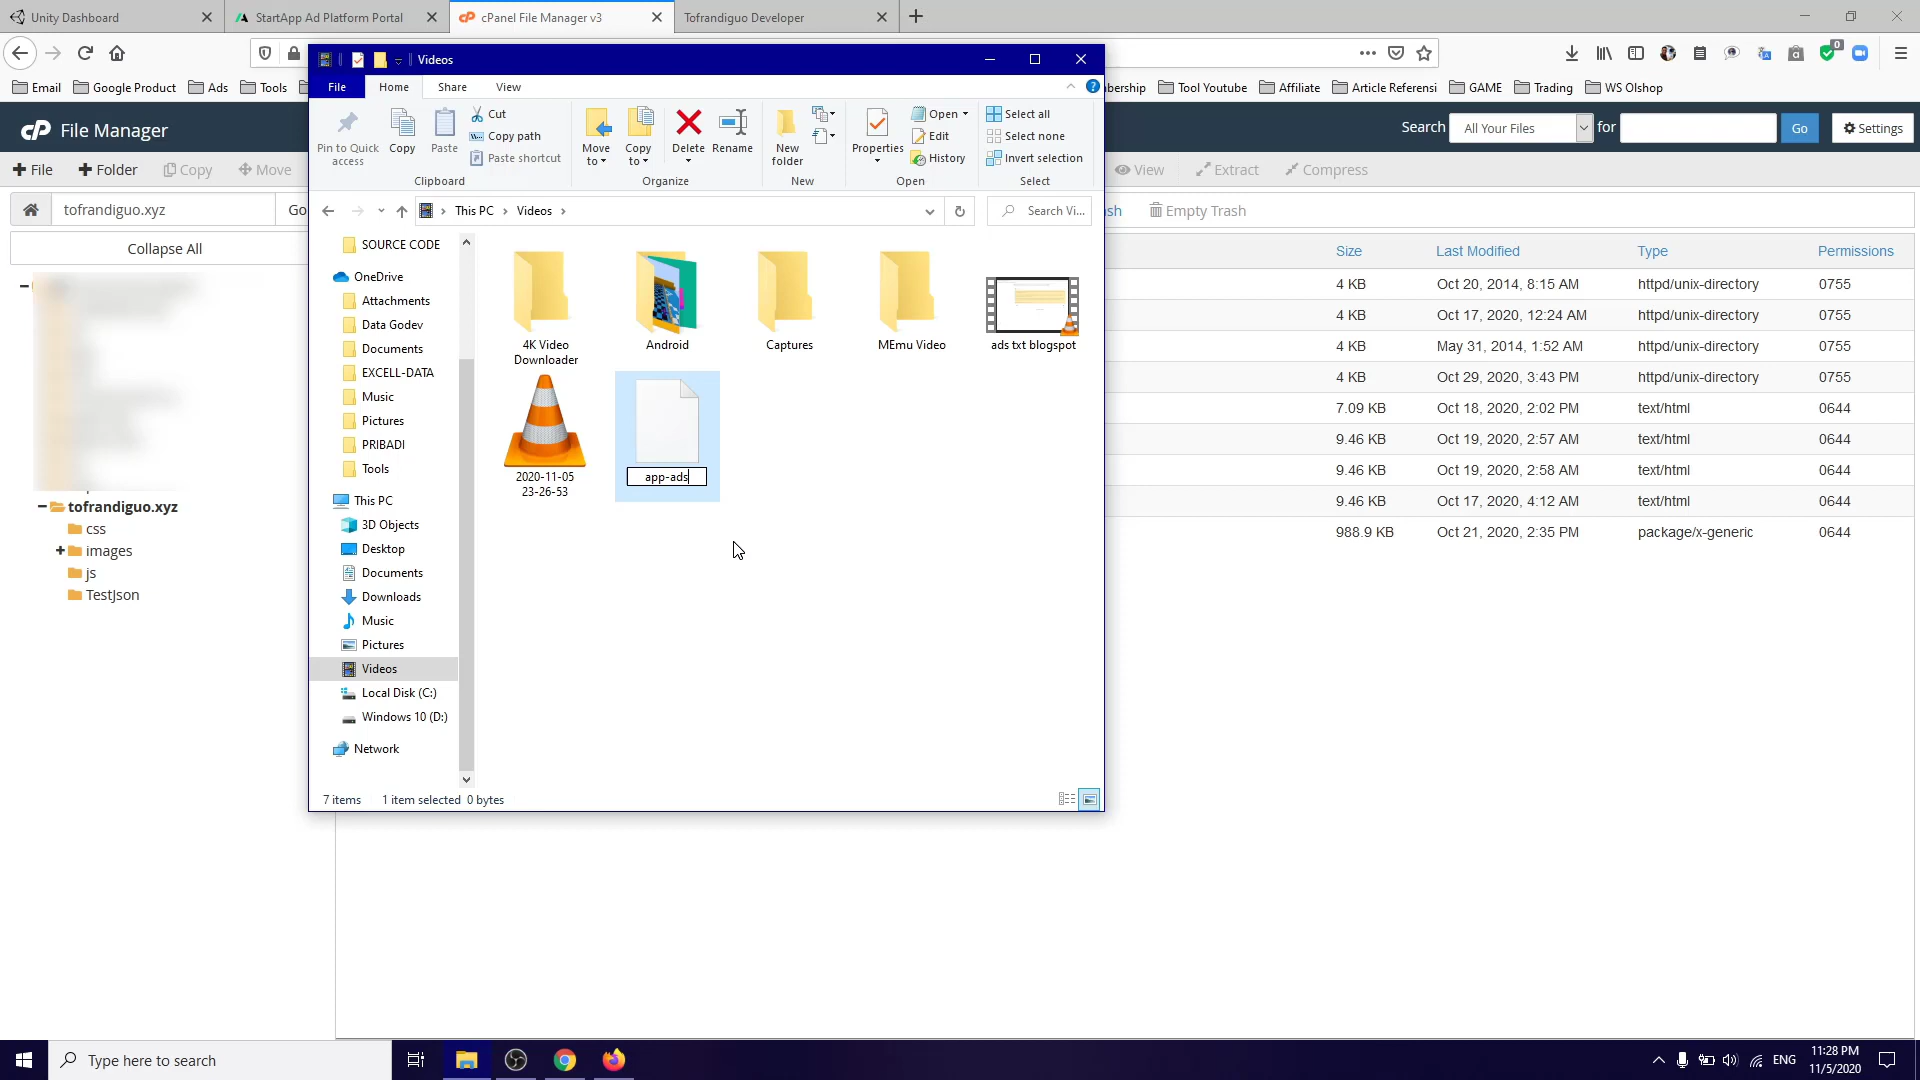 Unity Dashboard
StartApp Ad Platform Portal
cPanel File Manager v3
Tofrandiguo Developer
Videos
Email
Google Product
Ads
Tools
bership
Tool Youtube
Affiliate
Article Referensi
GAME
Trading
WS Olshop
File
Home
Share
View
File Manager
Search
All Your Files
for
Go
Settings
Pin to Quick
access
Copy
Paste
Cut
Copy path
Paste shortcut
Clipboard
Move
to
Copy
to
Delete
Rename
Organize
New
folder
New
Properties
Open
Edit
History
Open
Select all
Select none
Invert selection
Select
File
Folder
Copy
Move
View
Extract
Compress
tofrandiguo.xyz
Go
This PC
Videos
Search Vi...
sh
Empty Trash
Collapse All
Size
Last Modified
Type
Permissions
4 KB Oct 20, 2014, 8:15 AM httpd/unix-directory 0755
4 KB Oct 17, 2020, 12:24 AM httpd/unix-directory 0755
4 KB May 31, 2014, 1:52 AM httpd/unix-directory 0755
4 KB Oct 29, 2020, 3:43 PM httpd/unix-directory 0755
7.09 KB Oct 18, 2020, 2:02 PM text/html 0644
9.46 KB Oct 19, 2020, 2:57 AM text/html 0644
9.46 KB Oct 19, 2020, 2:58 AM text/html 0644
9.46 KB Oct 17, 2020, 4:12 AM text/html 0644
988.9 KB Oct 21, 2020, 2:35 PM package/x-generic 0644
tofrandiguo.xyz
css
images
js
TestJson
SOURCE CODE
OneDrive
Attachments
Data Godev
Documents
EXCELL-DATA
Music
Pictures
PRIBADI
Tools
This PC
3D Objects
Desktop
Documents
Downloads
Music
Pictures
Videos
Local Disk (C:)
Windows 10 (D:)
Network
4K Video
Downloader
Android
Captures
MEmu Video
ads txt blogspot
2020-11-05
23-26-53
app-ads
7 items
1 item selected 0 bytes
Type here to search
ENG
11:28 PM
11/5/2020